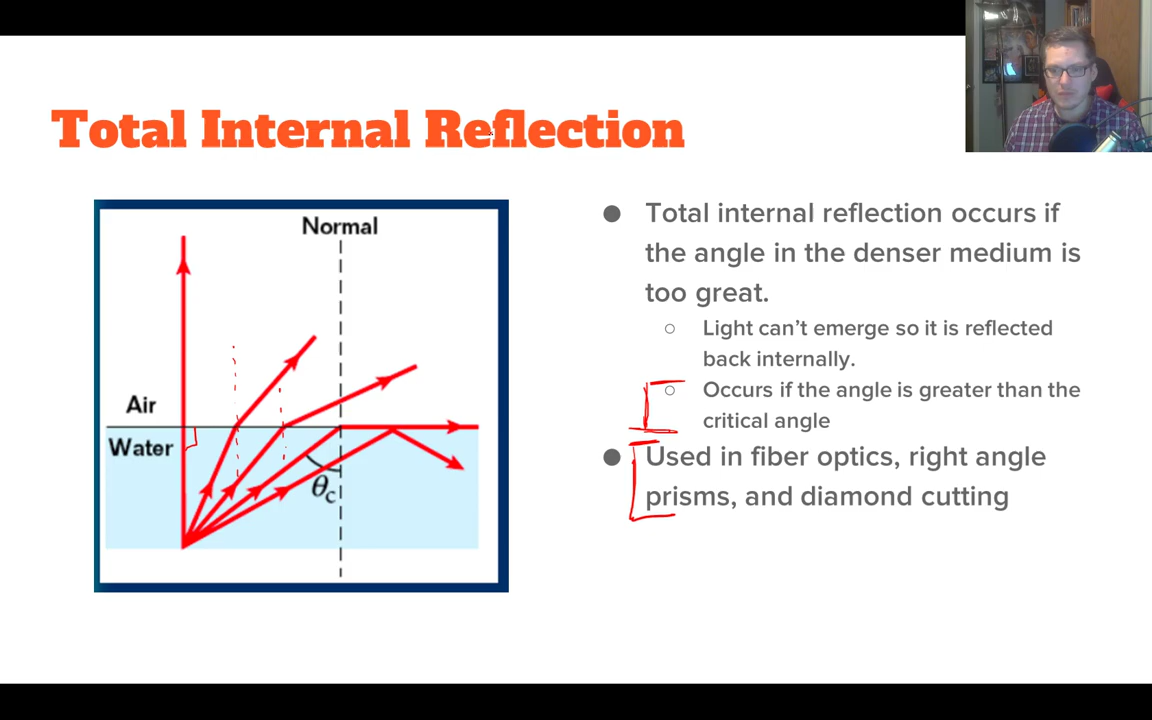 Total Internal Reflection
Normal
Air
Water
θc
● Total internal reflection occurs if
the angle in the denser medium is
too great.
○ Light can’t emerge so it is reflected
back internally.
○ Occurs if the angle is greater than the
critical angle
● Used in fiber optics, right angle
prisms, and diamond cutting